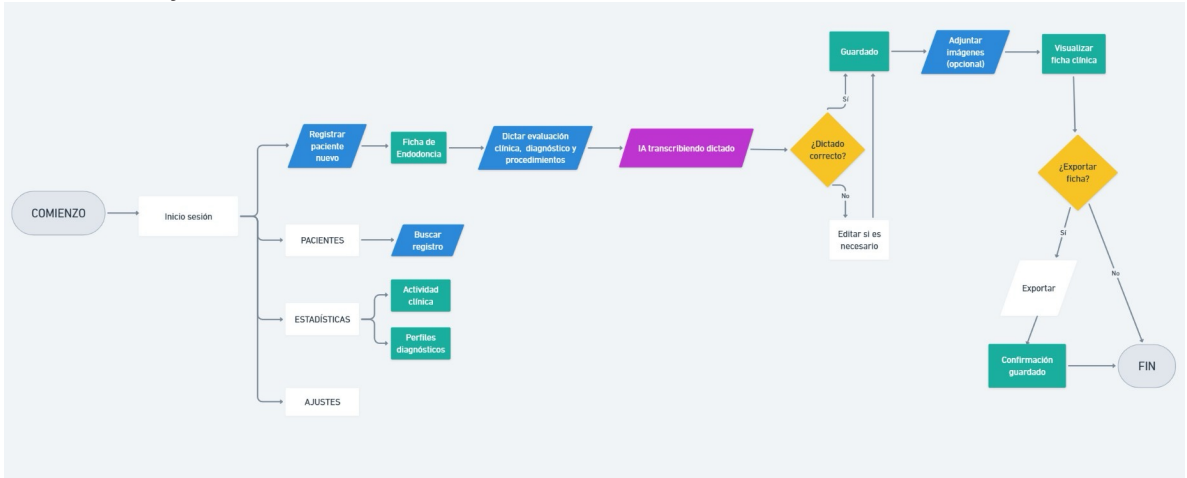 COMIENZO
Inicio sesión
Registrar
paciente
nuevo
Ficha de
Endodoncia
Dictar evaluación
clínica, diagnóstico y
procedimientos
IA transcribiendo dictado
¿Dictado
correcto?
Sí
Guardado
No
Editar si es
necesario
Adjuntar
imágenes
(opcional)
Visualizar
ficha clínica
¿Exportar
ficha?
Sí
Exportar
Confirmación
guardado
No
FIN
PACIENTES
Buscar
registro
ESTADÍSTICAS
Actividad
clínica
Perfiles
diagnósticos
AJUSTES